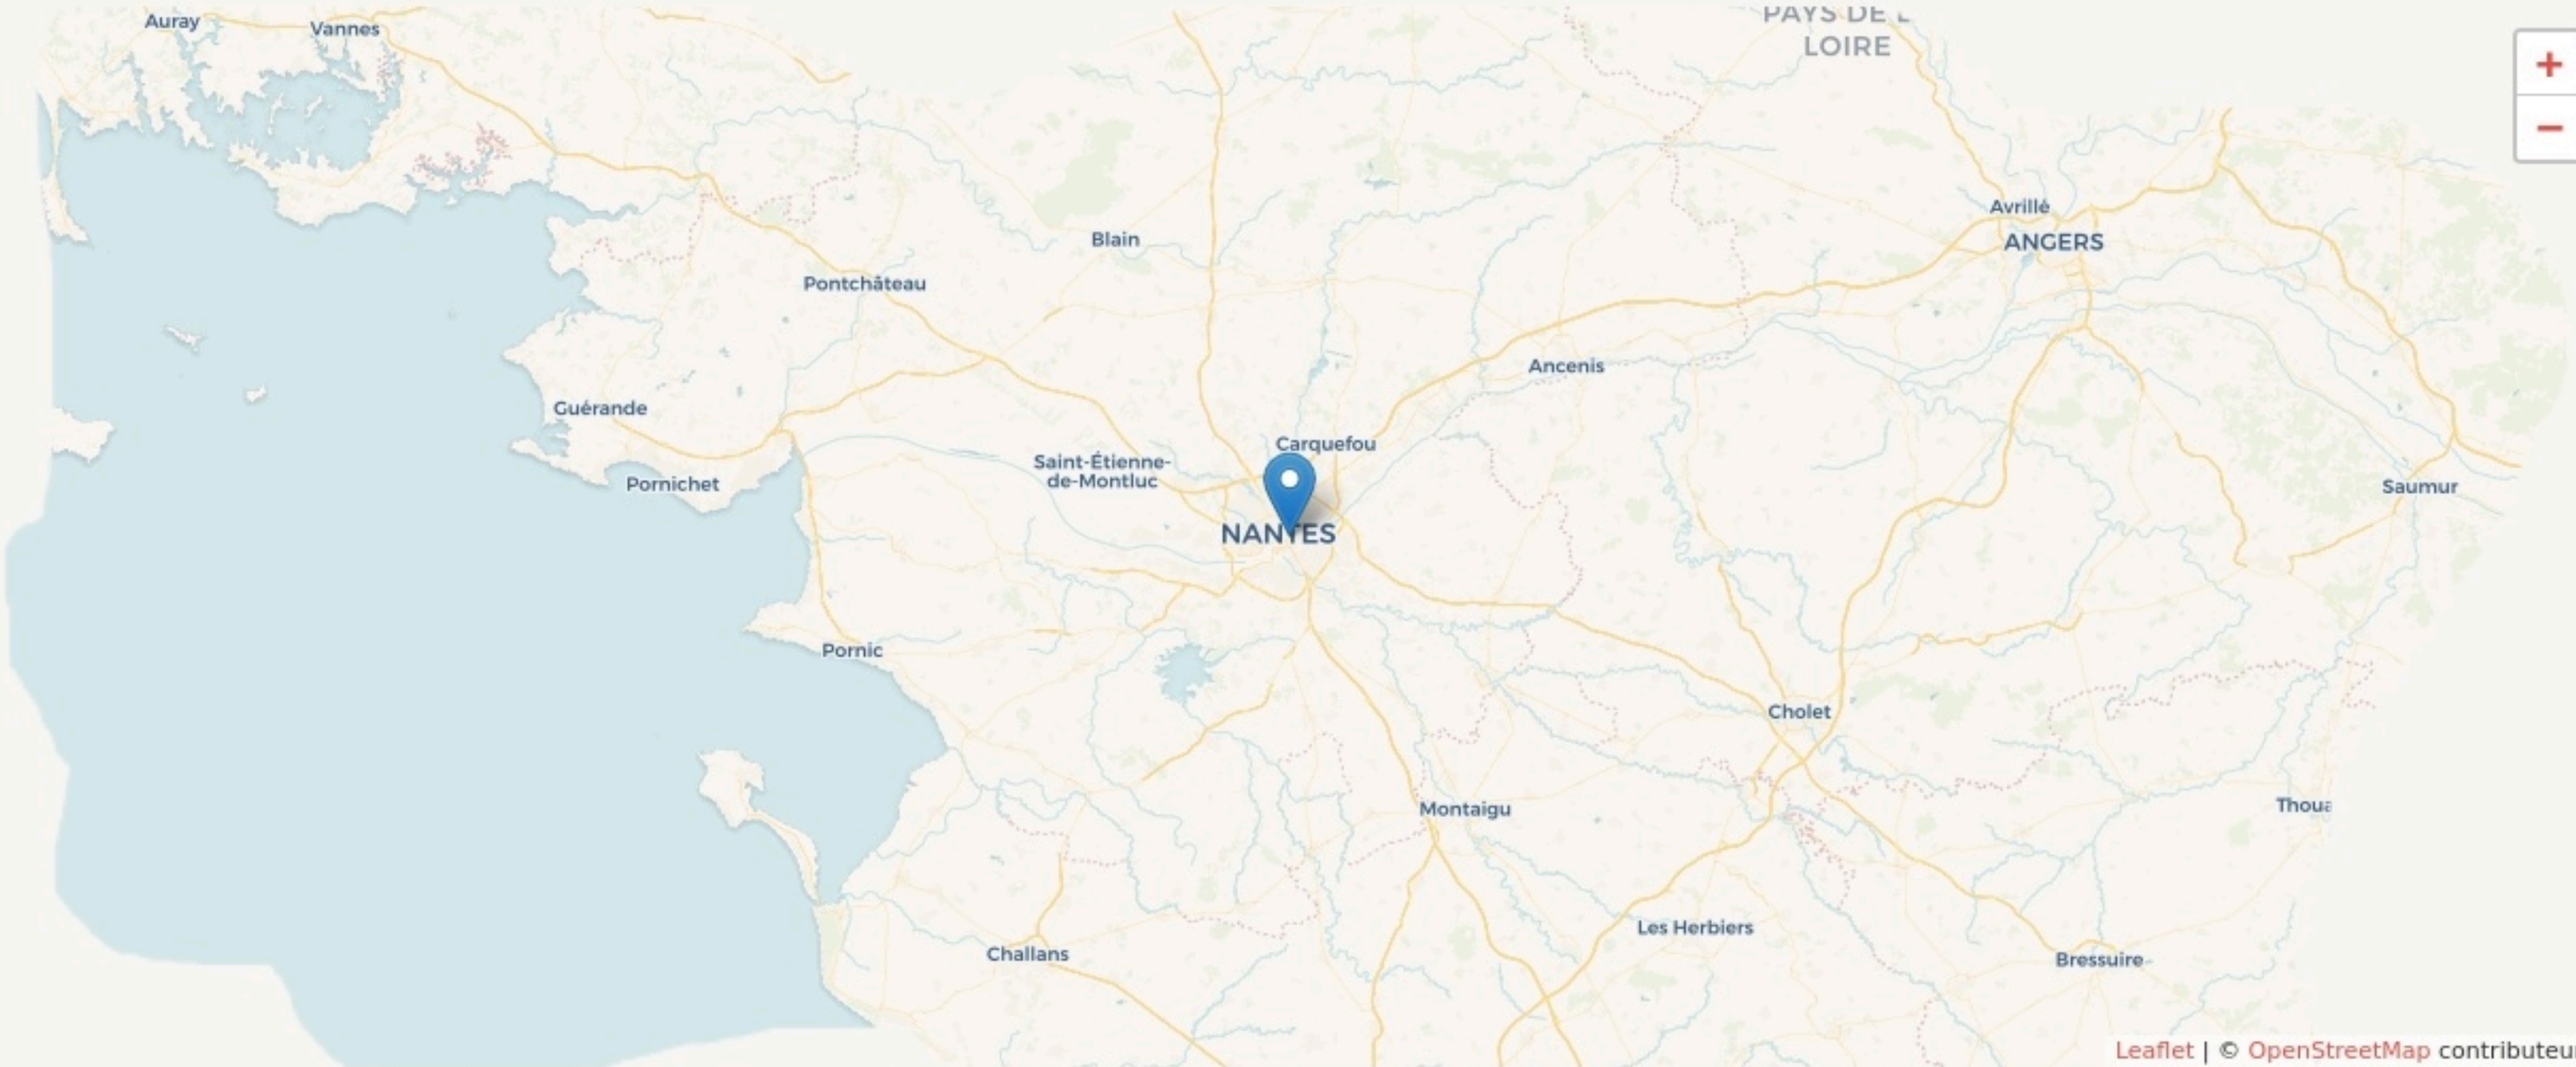 PAYS DE L
LOIRE
Auray
Vannes
+
−
Avrillé
ANGERS
Blain
Pontchâteau
Ancenis
Guérande
Carquefou
Saint-Étienne-
de-Montluc
Pornichet
Saumur
NANTES
Pornic
Cholet
Thoua
Montaigu
Les Herbiers
Challans
Bressuire
Leaflet | © OpenStreetMap contributeu